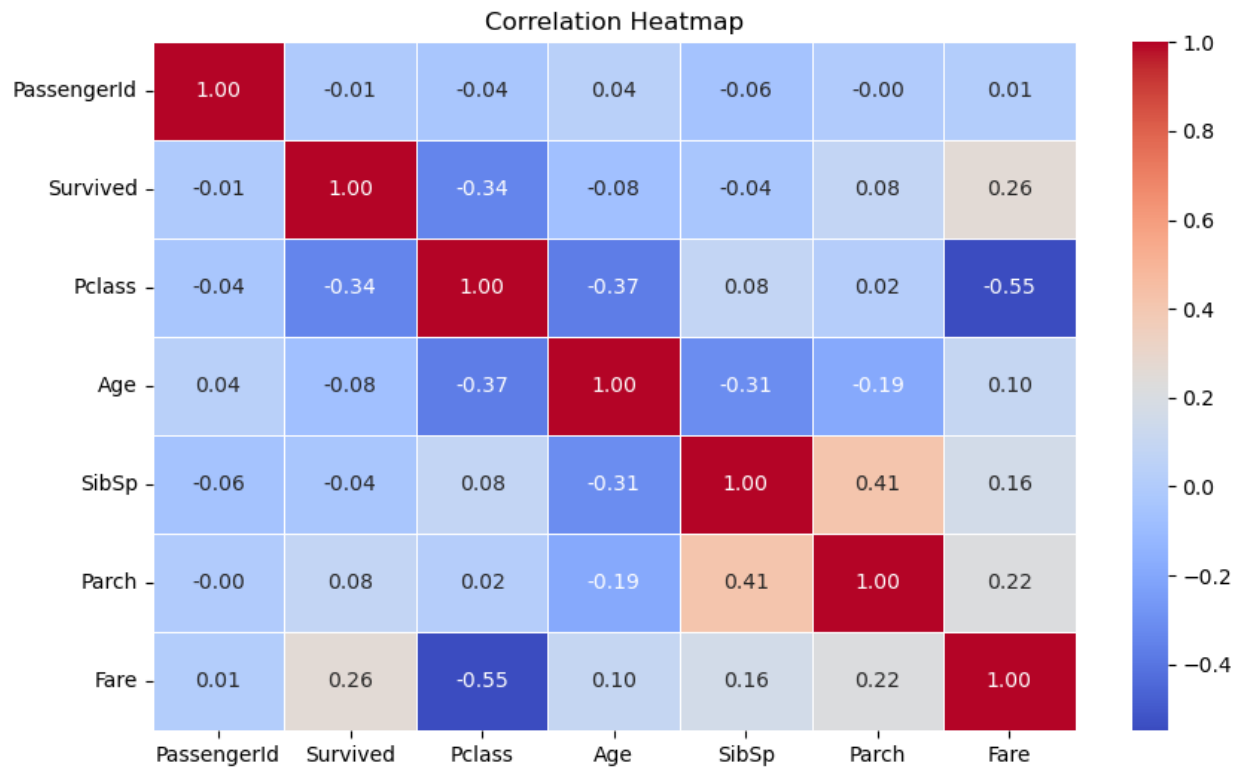 Correlation Heatmap
PassengerId 1.00 -0.01 -0.04 0.04 -0.06 -0.00 0.01
Survived -0.01 1.00 -0.34 -0.08 -0.04 0.08 0.26
Pclass -0.04 -0.34 1.00 -0.37 0.08 0.02 -0.55
Age 0.04 -0.08 -0.37 1.00 -0.31 -0.19 0.10
SibSp -0.06 -0.04 0.08 -0.31 1.00 0.41 0.16
Parch -0.00 0.08 0.02 -0.19 0.41 1.00 0.22
Fare 0.01 0.26 -0.55 0.10 0.16 0.22 1.00
PassengerId Survived Pclass Age SibSp Parch Fare
1.0
0.8
0.6
0.4
0.2
0.0
−0.2
−0.4